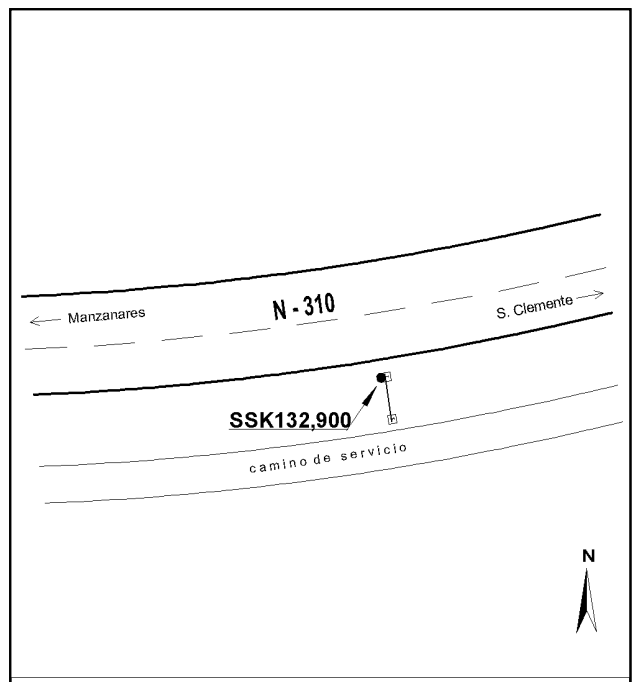 N - 310
Manzanares
S. Clemente
SSK132,900
camino de servicio
N